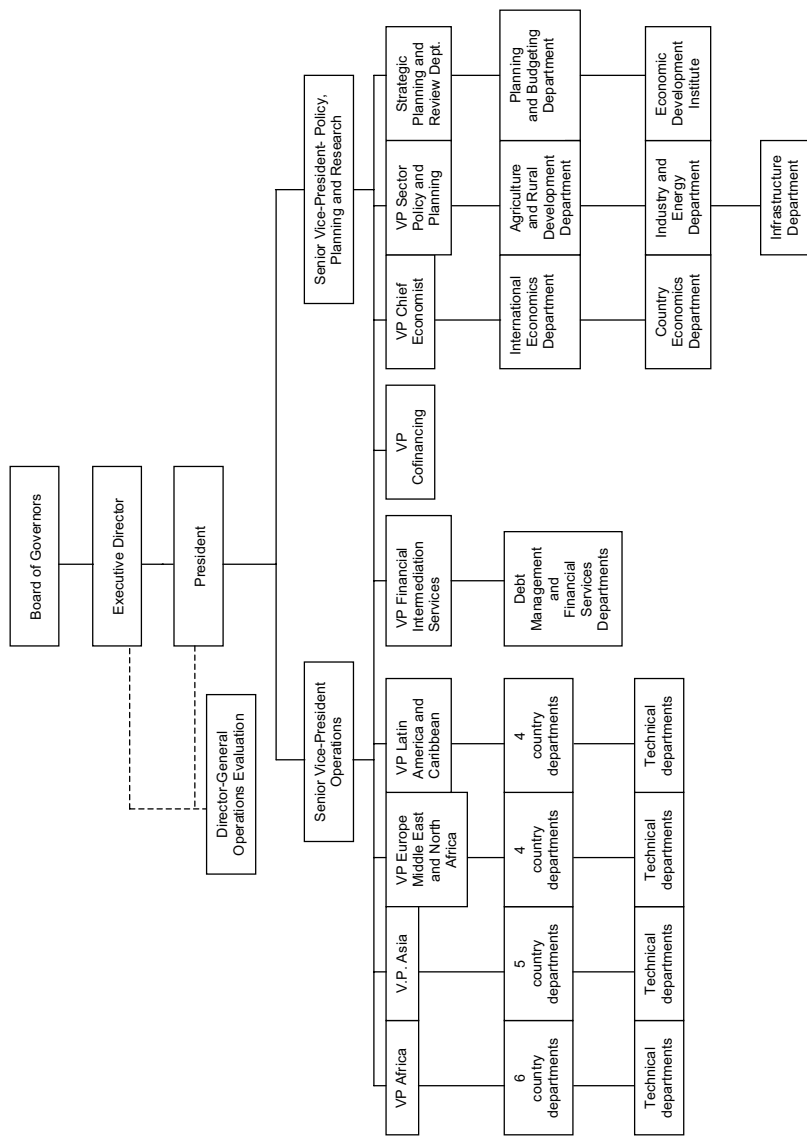 Board of Governors
Executive Director
President
Director-General
Operations Evaluation
Senior Vice-President
Operations
Senior Vice-President- Policy,
Planning and Research
VP Africa
V.P. Asia
VP Europe
Middle East
and North
Africa
VP Latin
America and
Caribbean
VP Financial
Intermediation
Services
VP
Cofinancing
VP Chief
Economist
VP Sector
Policy and
Planning
Strategic
Planning and
Review Dept.
6
country
departments
5
country
departments
4
country
departments
4
country
departments
Debt
Management
and
Financial
Services
Departments
International
Economics
Department
Agriculture
and Rural
Development
Department
Planning
and Budgeting
Department
Technical
departments
Technical
departments
Technical
departments
Technical
departments
Country
Economics
Department
Industry and
Energy
Department
Economic
Development
Institute
Infrastructure
Department